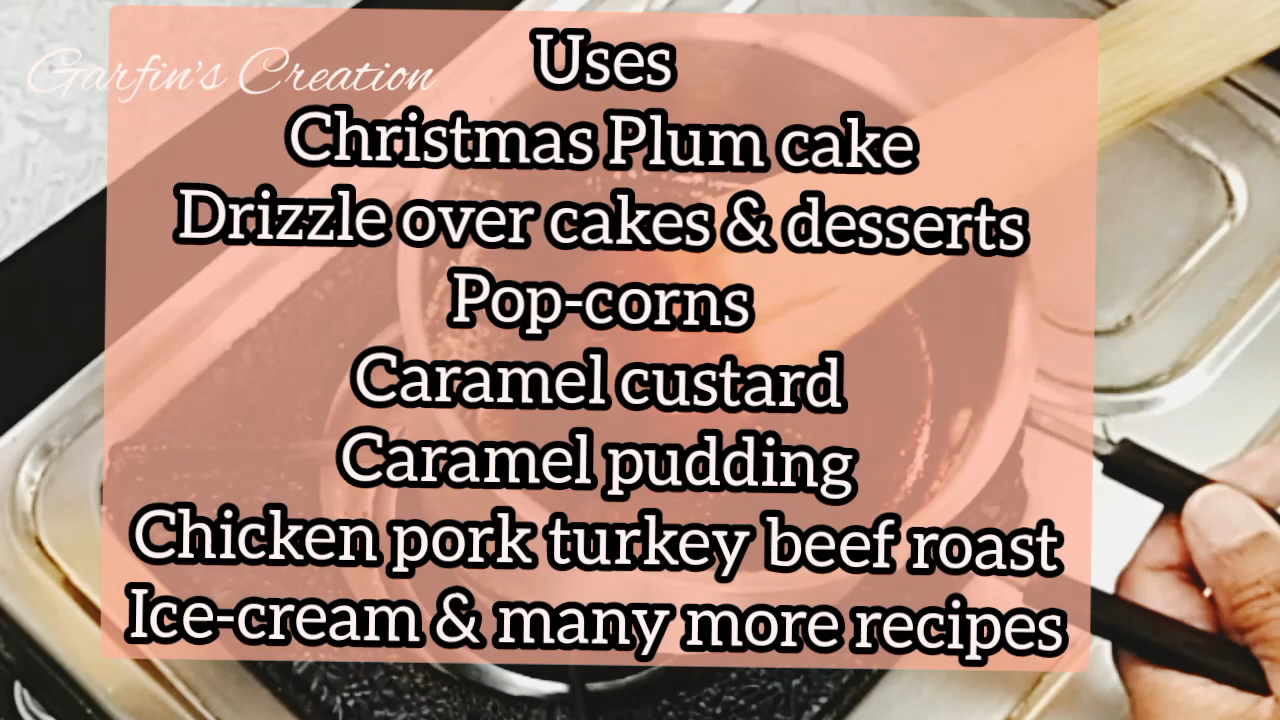 Garfin's Creation
Uses
Christmas Plum cake
Drizzle over cakes & desserts
Pop-corns
Caramel custard
Caramel pudding
Chicken pork turkey beef roast
Ice-cream & many more recipes